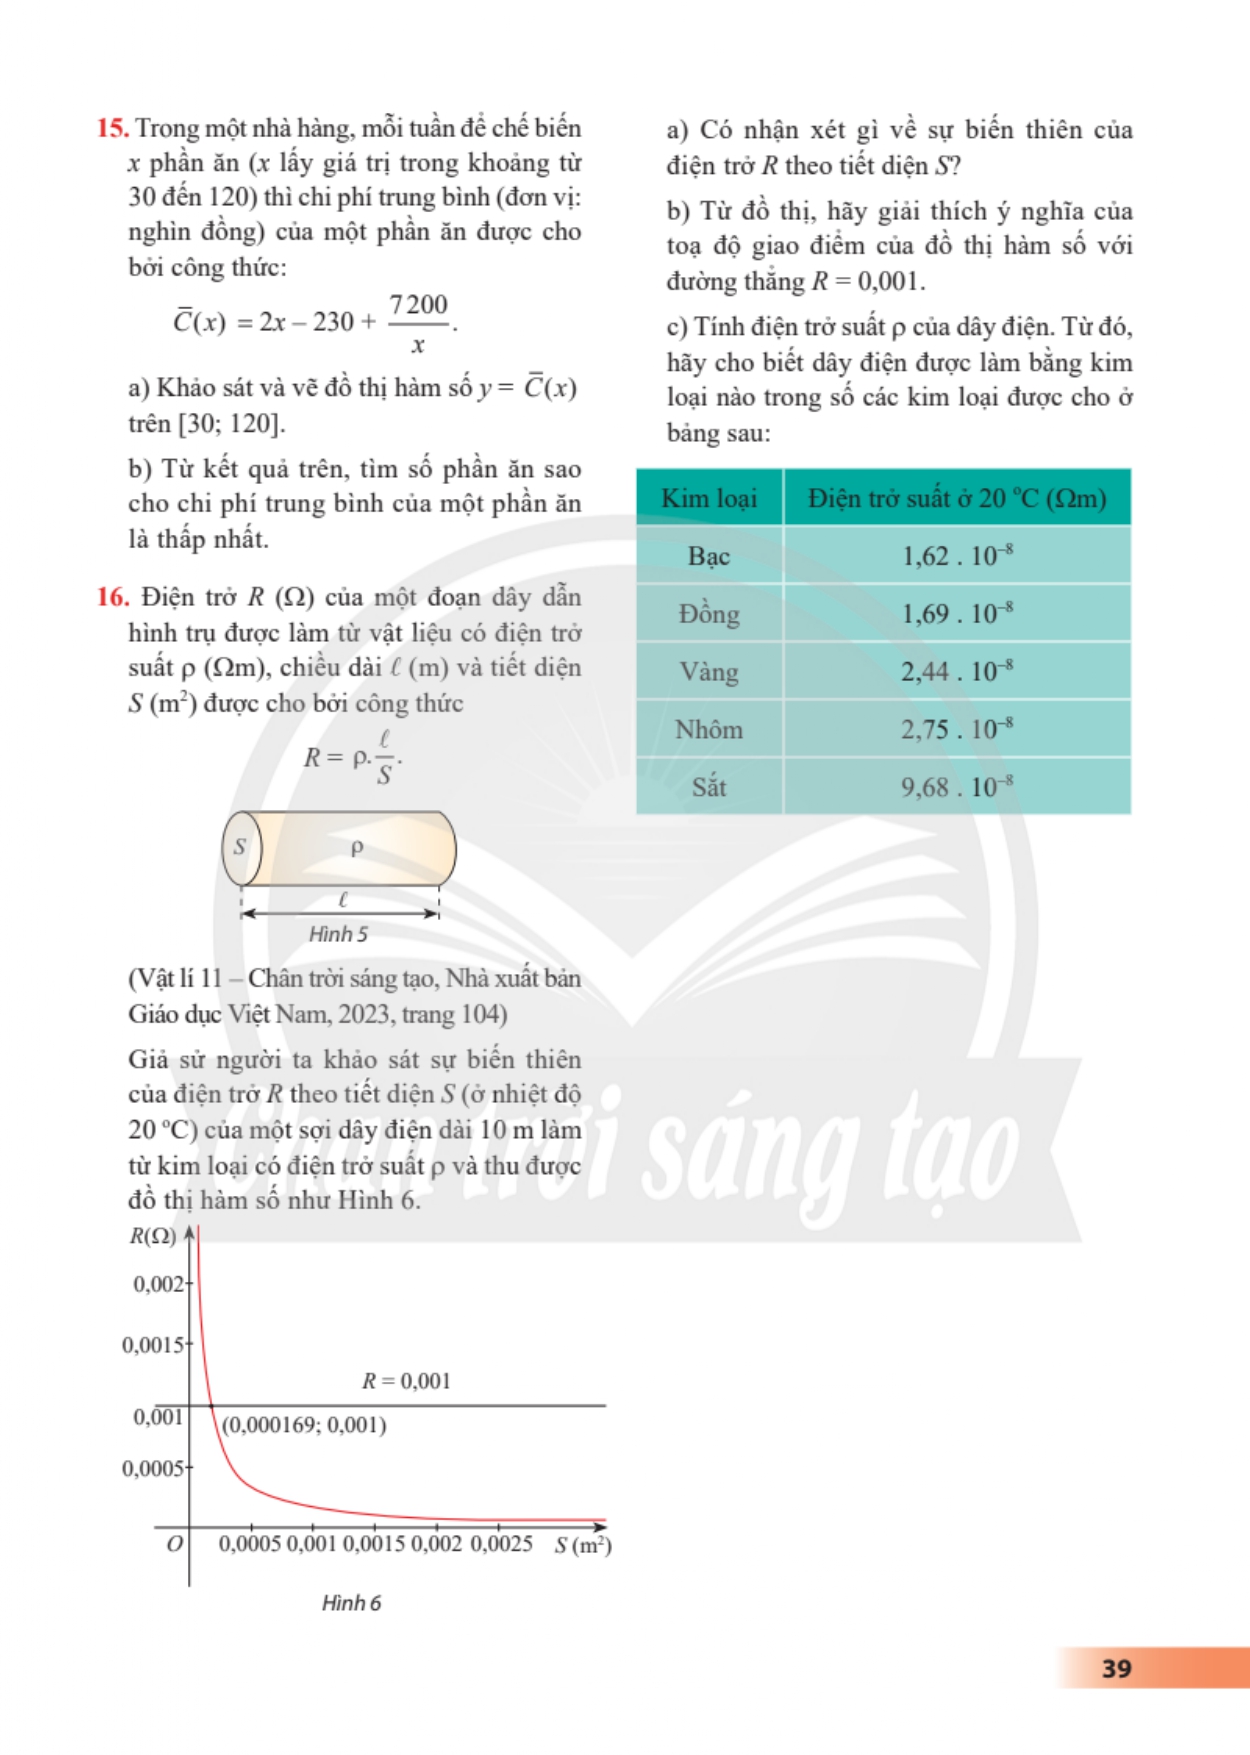 15. Trong một nhà hàng, mỗi tuần để chế biến
x phần ăn (x lấy giá trị trong khoảng từ
30 đến 120) thì chi phí trung bình (đơn vị:
nghìn đồng) của một phần ăn được cho
bởi công thức:
C̅(x) = 2x – 230 + 7200/x.
a) Khảo sát và vẽ đồ thị hàm số y = C̅(x)
trên [30; 120].
b) Từ kết quả trên, tìm số phần ăn sao
cho chi phí trung bình của một phần ăn
là thấp nhất.
16. Điện trở R (Ω) của một đoạn dây dẫn
hình trụ được làm từ vật liệu có điện trở
suất ρ (Ωm), chiều dài ℓ (m) và tiết diện
S (m²) được cho bởi công thức
R = ρ.ℓ/S.
S
ρ
ℓ
Hình 5
(Vật lí 11 – Chân trời sáng tạo, Nhà xuất bản
Giáo dục Việt Nam, 2023, trang 104)
Giả sử người ta khảo sát sự biến thiên
của điện trở R theo tiết diện S (ở nhiệt độ
20 °C) của một sợi dây điện dài 10 m làm
từ kim loại có điện trở suất ρ và thu được
đồ thị hàm số như Hình 6.
R(Ω)
0,002
0,0015
R = 0,001
0,001
(0,000169; 0,001)
0,0005
O 0,0005 0,001 0,0015 0,002 0,0025 S (m²)
Hình 6
a) Có nhận xét gì về sự biến thiên của
điện trở R theo tiết diện S?
b) Từ đồ thị, hãy giải thích ý nghĩa của
toạ độ giao điểm của đồ thị hàm số với
đường thẳng R = 0,001.
c) Tính điện trở suất ρ của dây điện. Từ đó,
hãy cho biết dây điện được làm bằng kim
loại nào trong số các kim loại được cho ở
bảng sau:
Kim loại Điện trở suất ở 20 °C (Ωm)
Bạc 1,62 . 10⁻⁸
Đồng 1,69 . 10⁻⁸
Vàng 2,44 . 10⁻⁸
Nhôm 2,75 . 10⁻⁸
Sắt 9,68 . 10⁻⁸
Chân trời sáng tạo
39